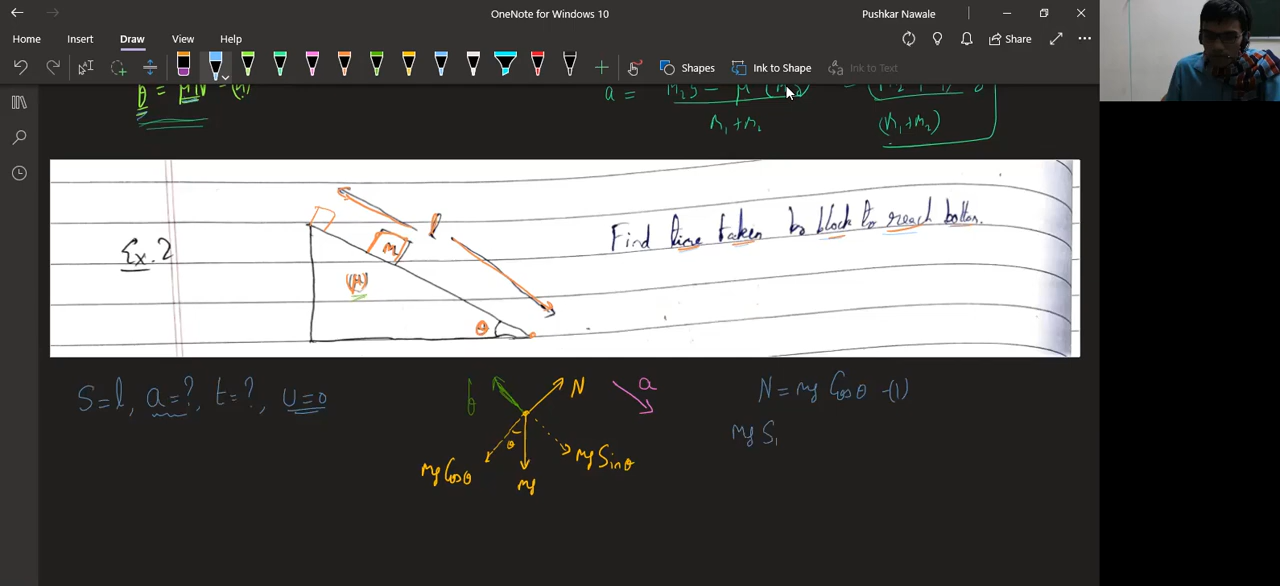 OneNote for Windows 10
Pushkar Nawale
Home Insert Draw View Help
Share
Shapes
Ink to Shape
Ink to Text
a =
m₁+m₂
(m₁+m₂)
Ex.2
l
m
(μ)
θ
Find time taken by block to reach bottom.
S=l, a=?, t=?, u=0
f
N
a
θ
mg Cosθ
mg Sinθ
mg
N = mg Cosθ -(1)
mg S